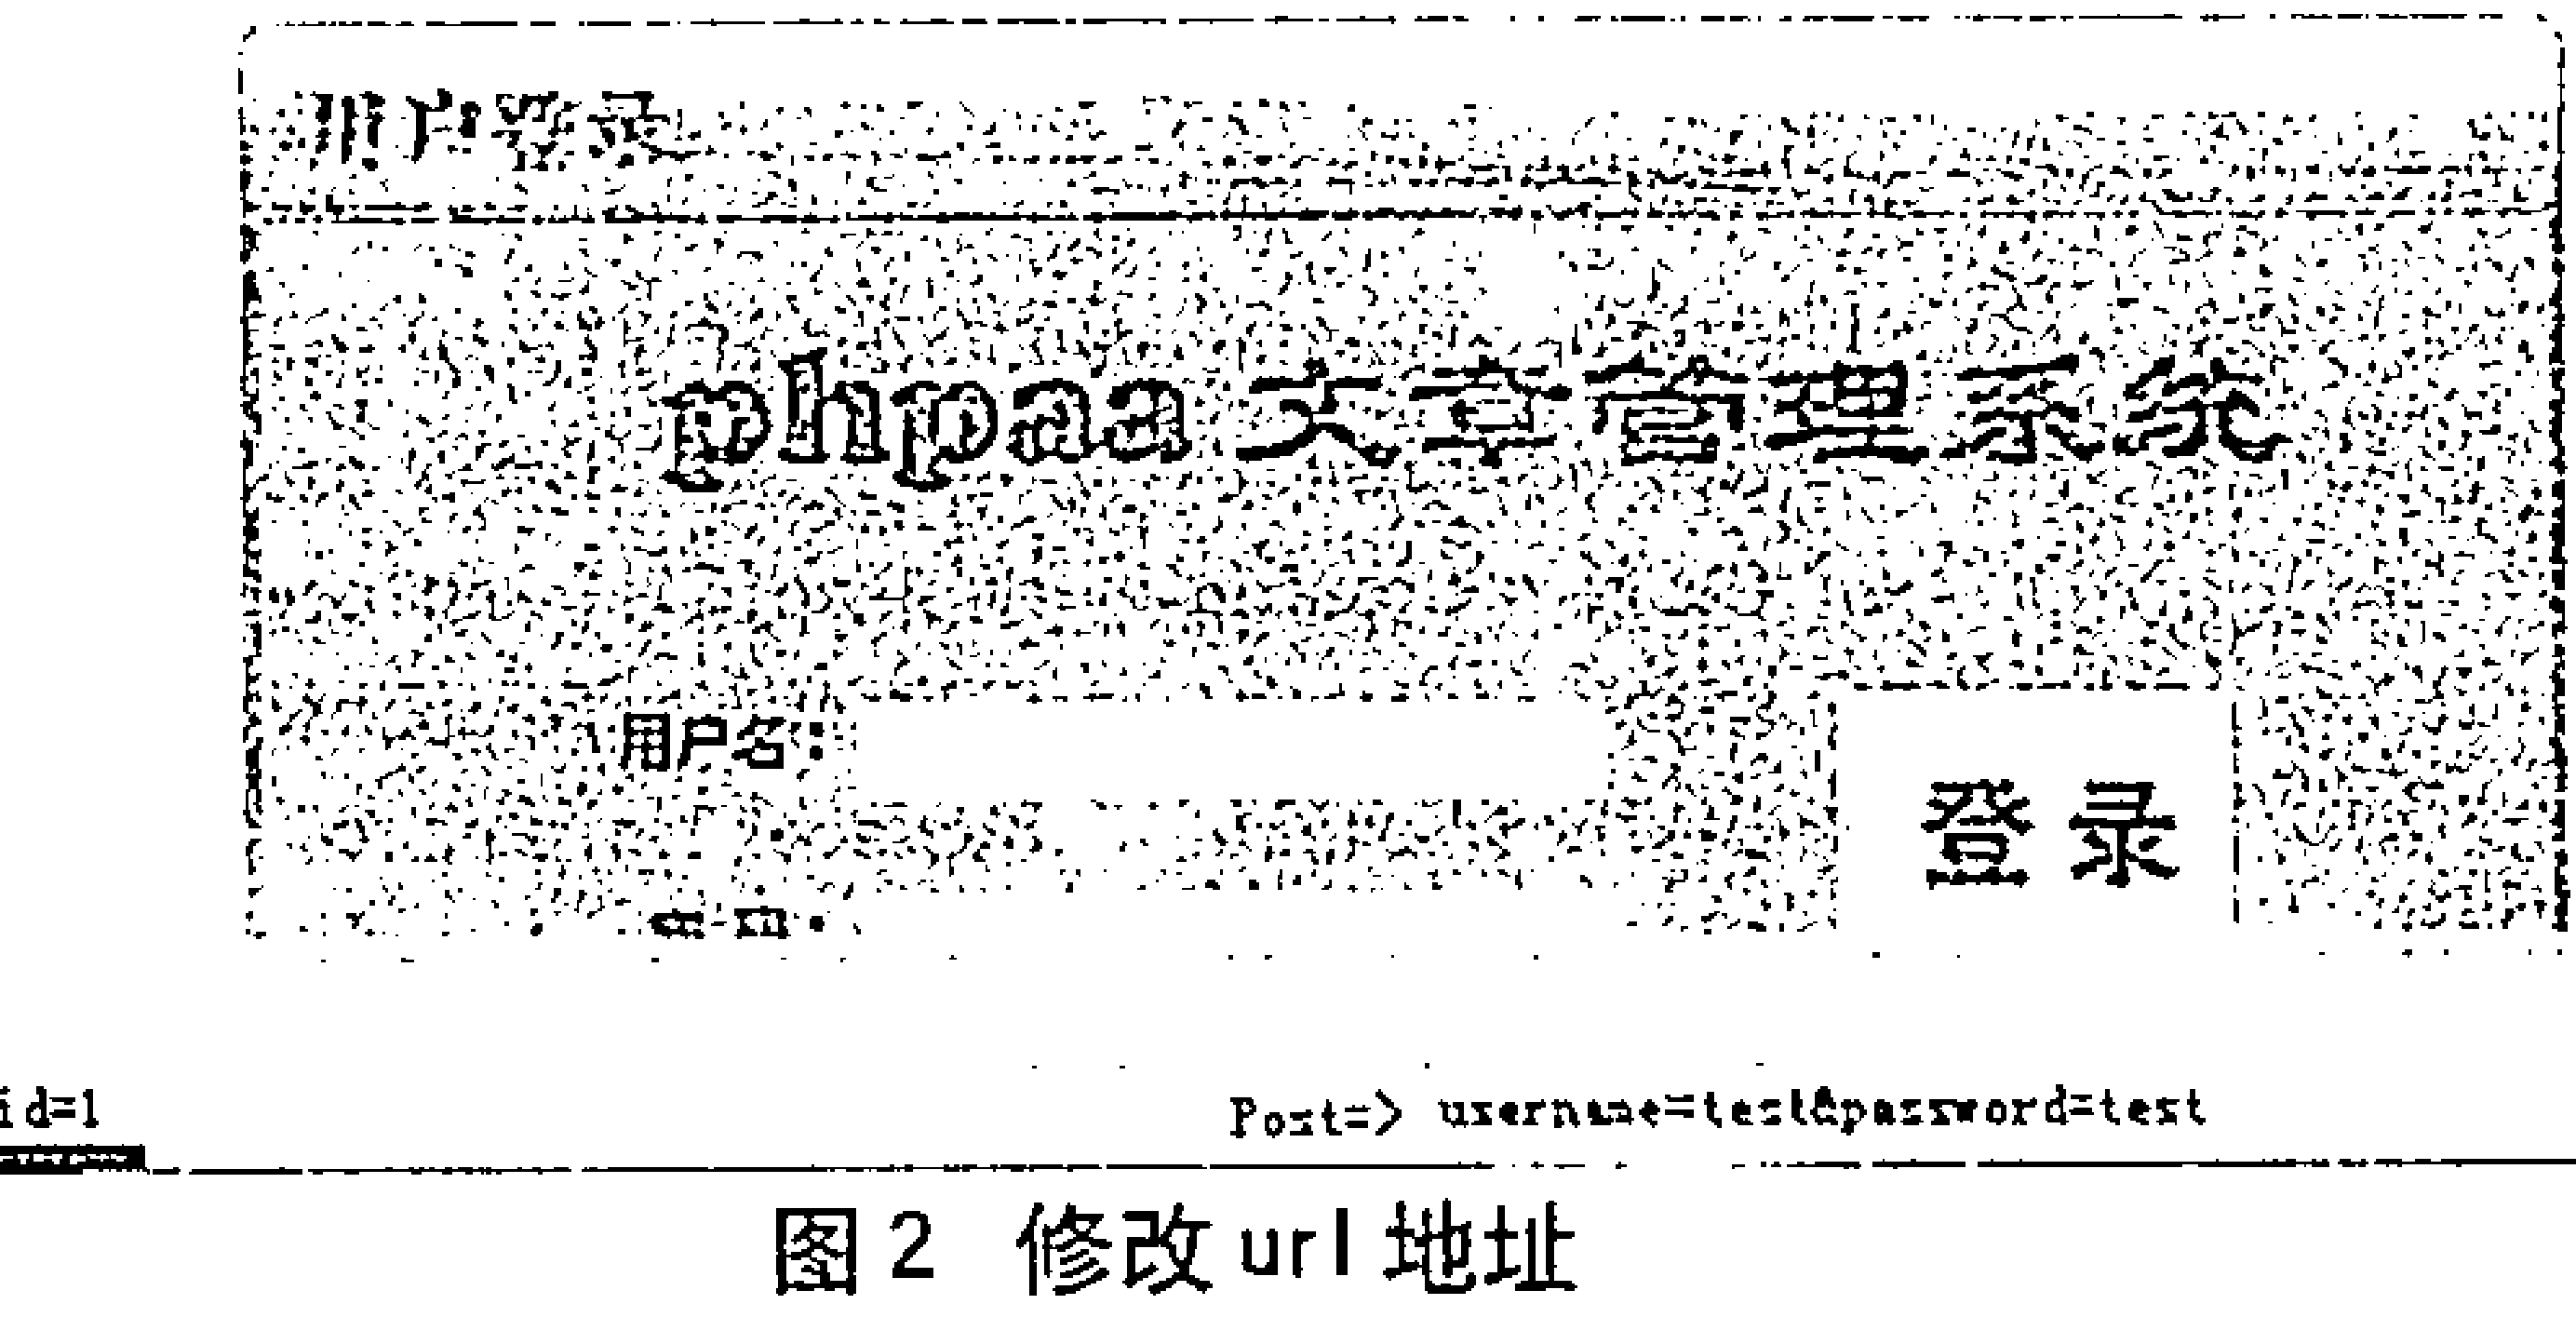 用户登录
phpaa文章管理系统
用户名：
登录
id=1
Post=> username=test&password=test
图2 修改url地址